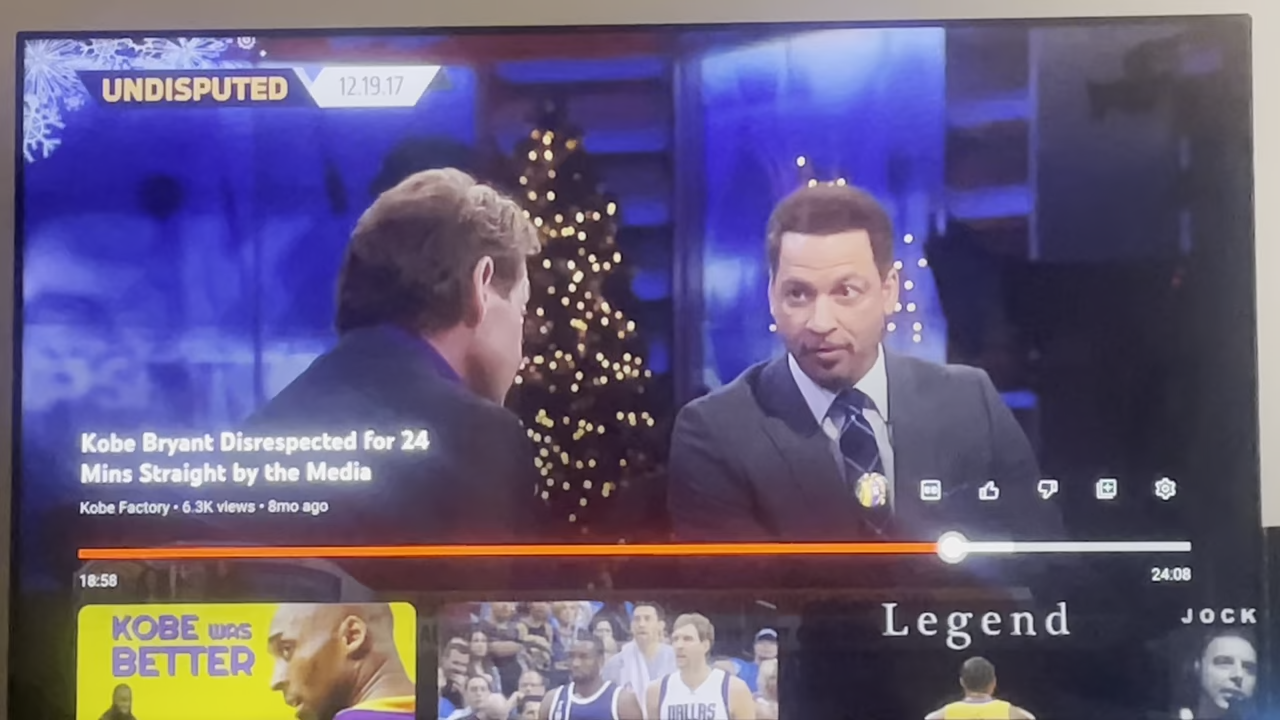 UNDISPUTED 12.19.17
Kobe Bryant Disrespected for 24
Mins Straight by the Media
Kobe Factory • 6.3K views • 8mo ago
18:58
24:08
KOBE WAS
BETTER
Legend
JOCK
DALLAS